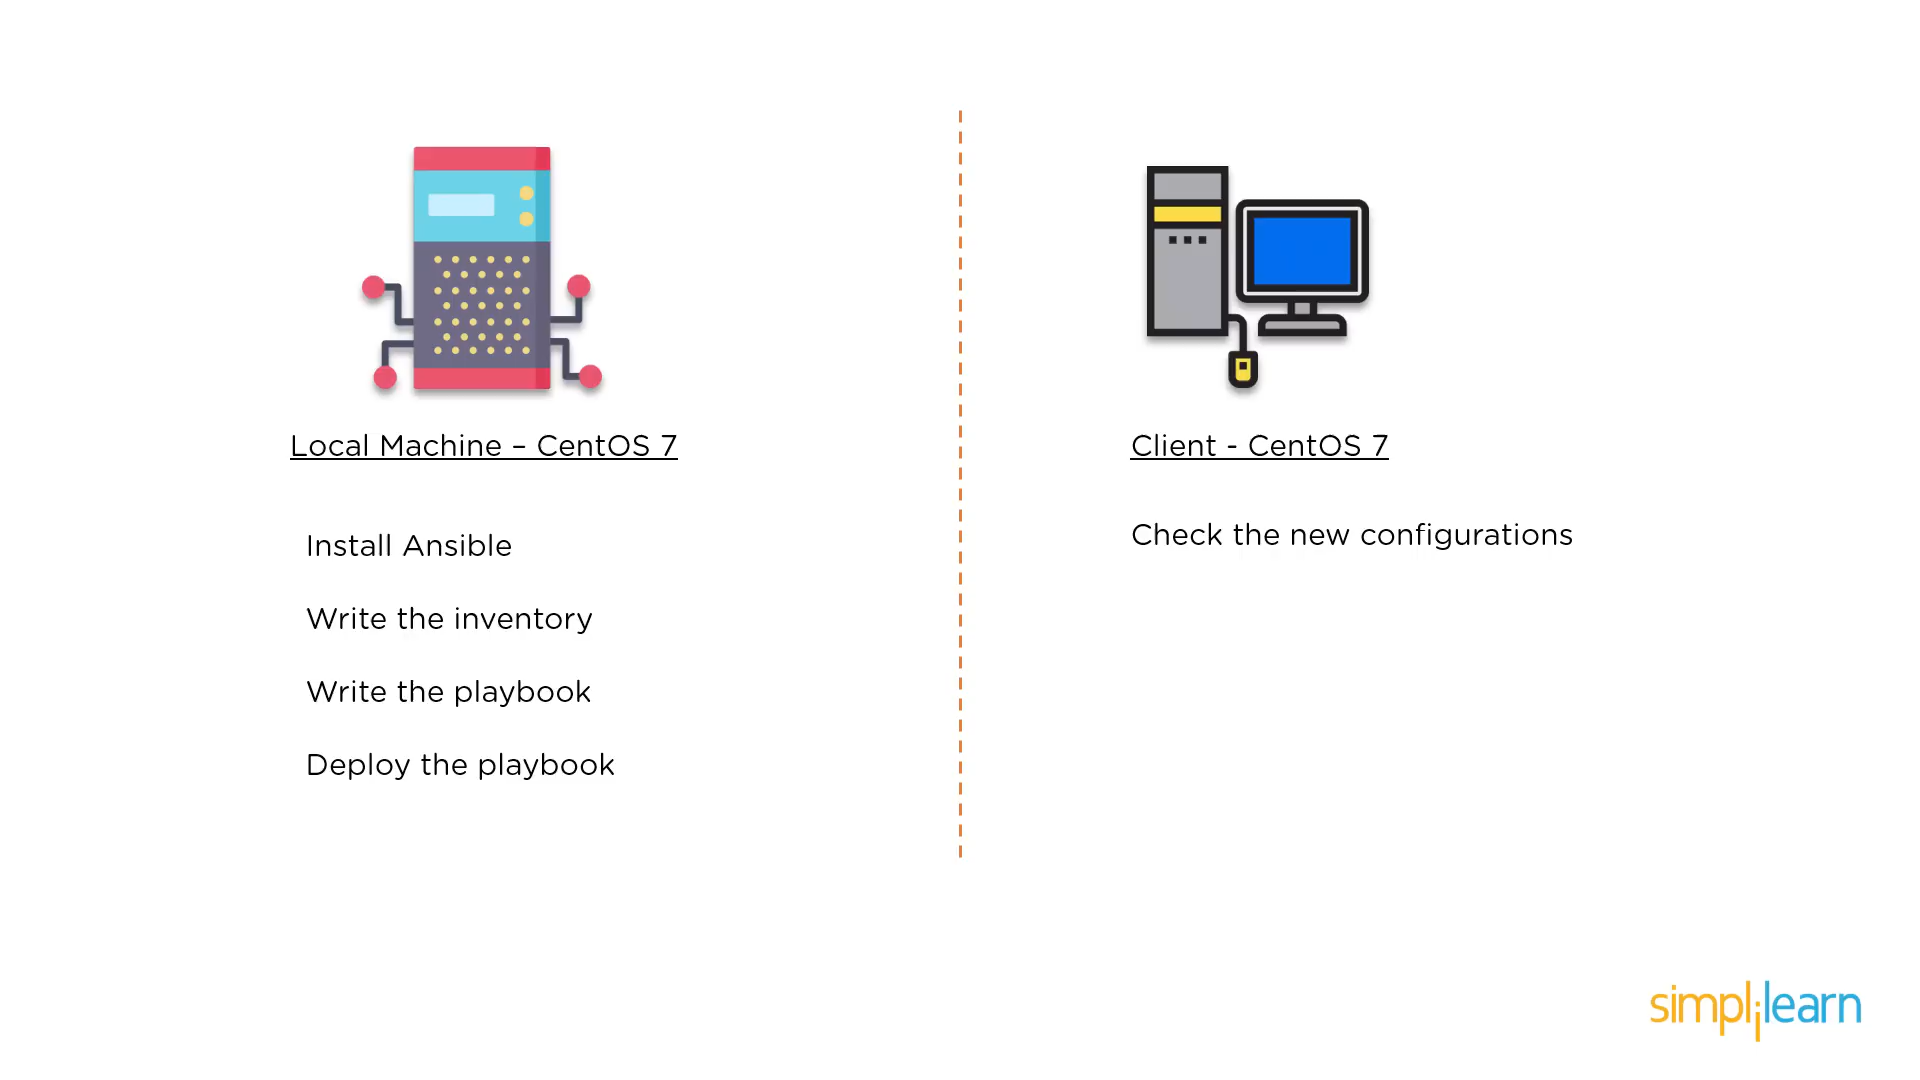 Local Machine – CentOS 7
Install Ansible
Write the inventory
Write the playbook
Deploy the playbook
Client - CentOS 7
Check the new configurations
simplilearn